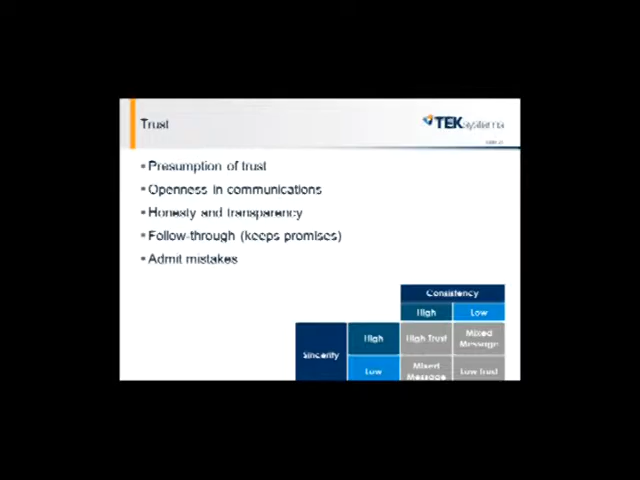 Trust
TEKsystems
Presumption of trust
Openness in communications
Honesty and transparency
Follow-through (keeps promises)
Admit mistakes
Consistency
High Low
Sincerity High High Trust Mixed Message
Low Mixed Message Low Trust